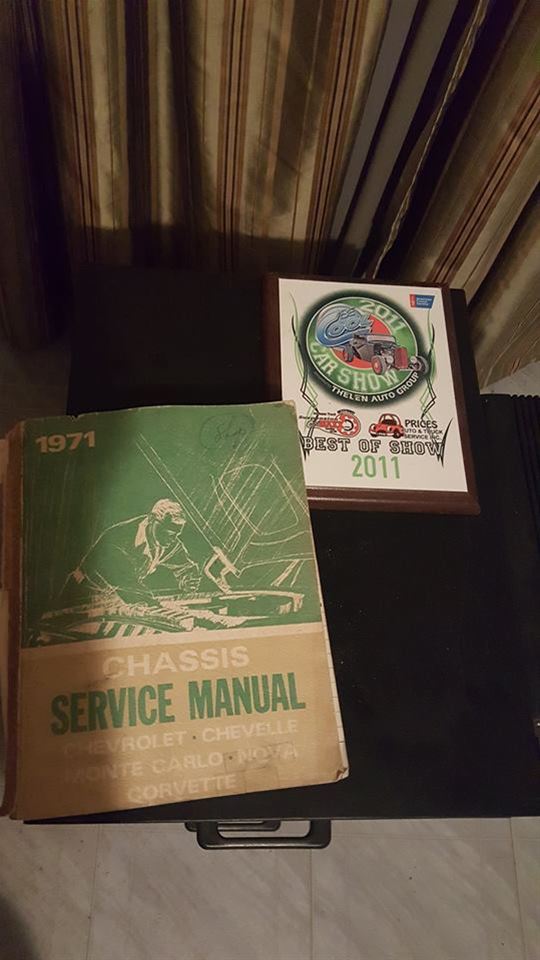 1971
CHASSIS
SERVICE MANUAL
CHEVROLET • CHEVELLE
MONTE CARLO • NOVA
CORVETTE
2011
COOL
CAR SHOW
THELEN AUTO GROUP
PRICES
AUTO & TRUCK
SERVICE INC.
BEST OF SHOW
2011